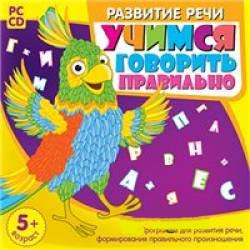 PC
CD
РАЗВИТИЕ РЕЧИ
УЧИМСЯ
ГОВОРИТЬ
ПРАВИЛЬНО
5+
возраст
Программа для развития речи,
формирования правильного произношения